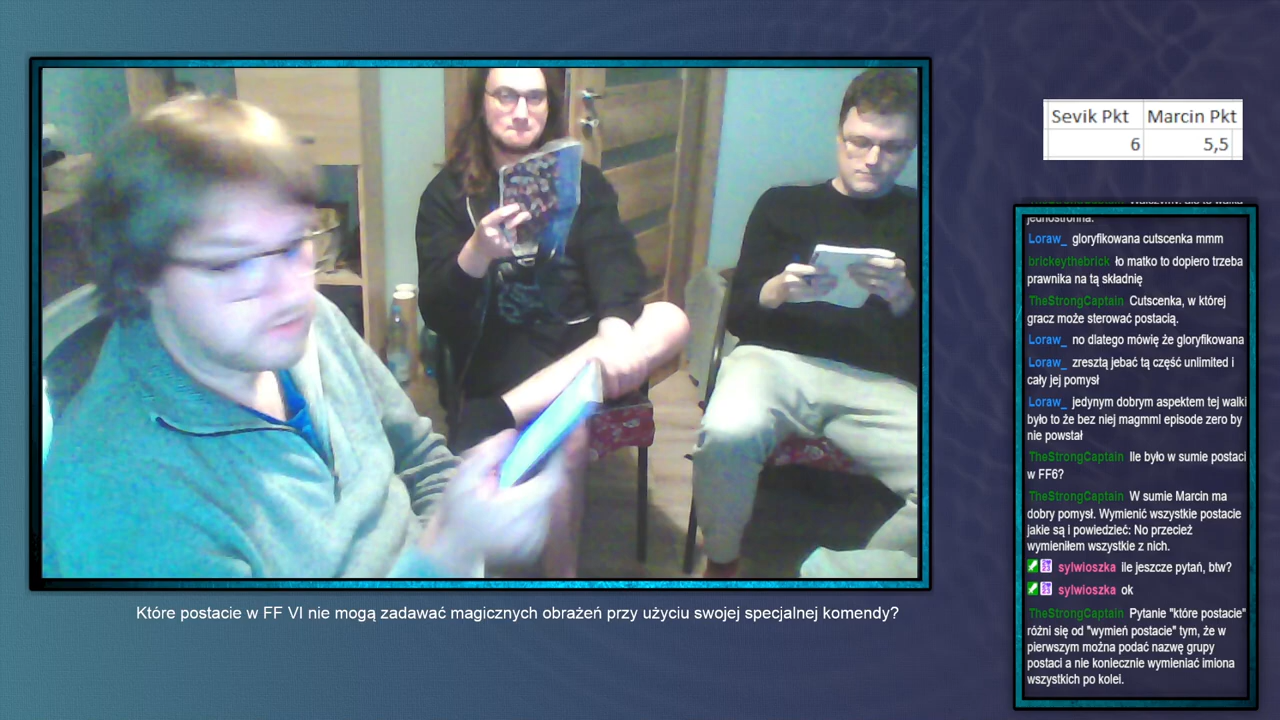 Sevik Pkt Marcin Pkt
6 5,5
jednostronna.
Loraw_ gloryfikowana cutscenka mmm
brickeythebrick ło matko to dopiero trzeba
prawnika na tą składnię
TheStrongCaptain Cutscenka, w której
gracz może sterować postacią.
Loraw_ no dlatego mówię że gloryfikowana
Loraw_ zresztą jebać tą część unlimited i
cały jej pomysł
Loraw_ jedynym dobrym aspektem tej walki
było to że bez niej magmml episode zero by
nie powstał
TheStrongCaptain Ile było w sumie postaci
w FF6?
TheStrongCaptain W sumie Marcin ma
dobry pomysł. Wymienić wszystkie postacie
jakie są i powiedzieć: No przecież
wymieniłem wszystkie z nich.
sylwioszka ile jeszcze pytań, btw?
sylwioszka ok
TheStrongCaptain Pytanie "które postacie"
różni się od "wymień postacie" tym, że w
pierwszym można podać nazwę grupy
postaci a nie koniecznie wymieniać imiona
wszystkich po kolei.
Które postacie w FF VI nie mogą zadawać magicznych obrażeń przy użyciu swojej specjalnej komendy?